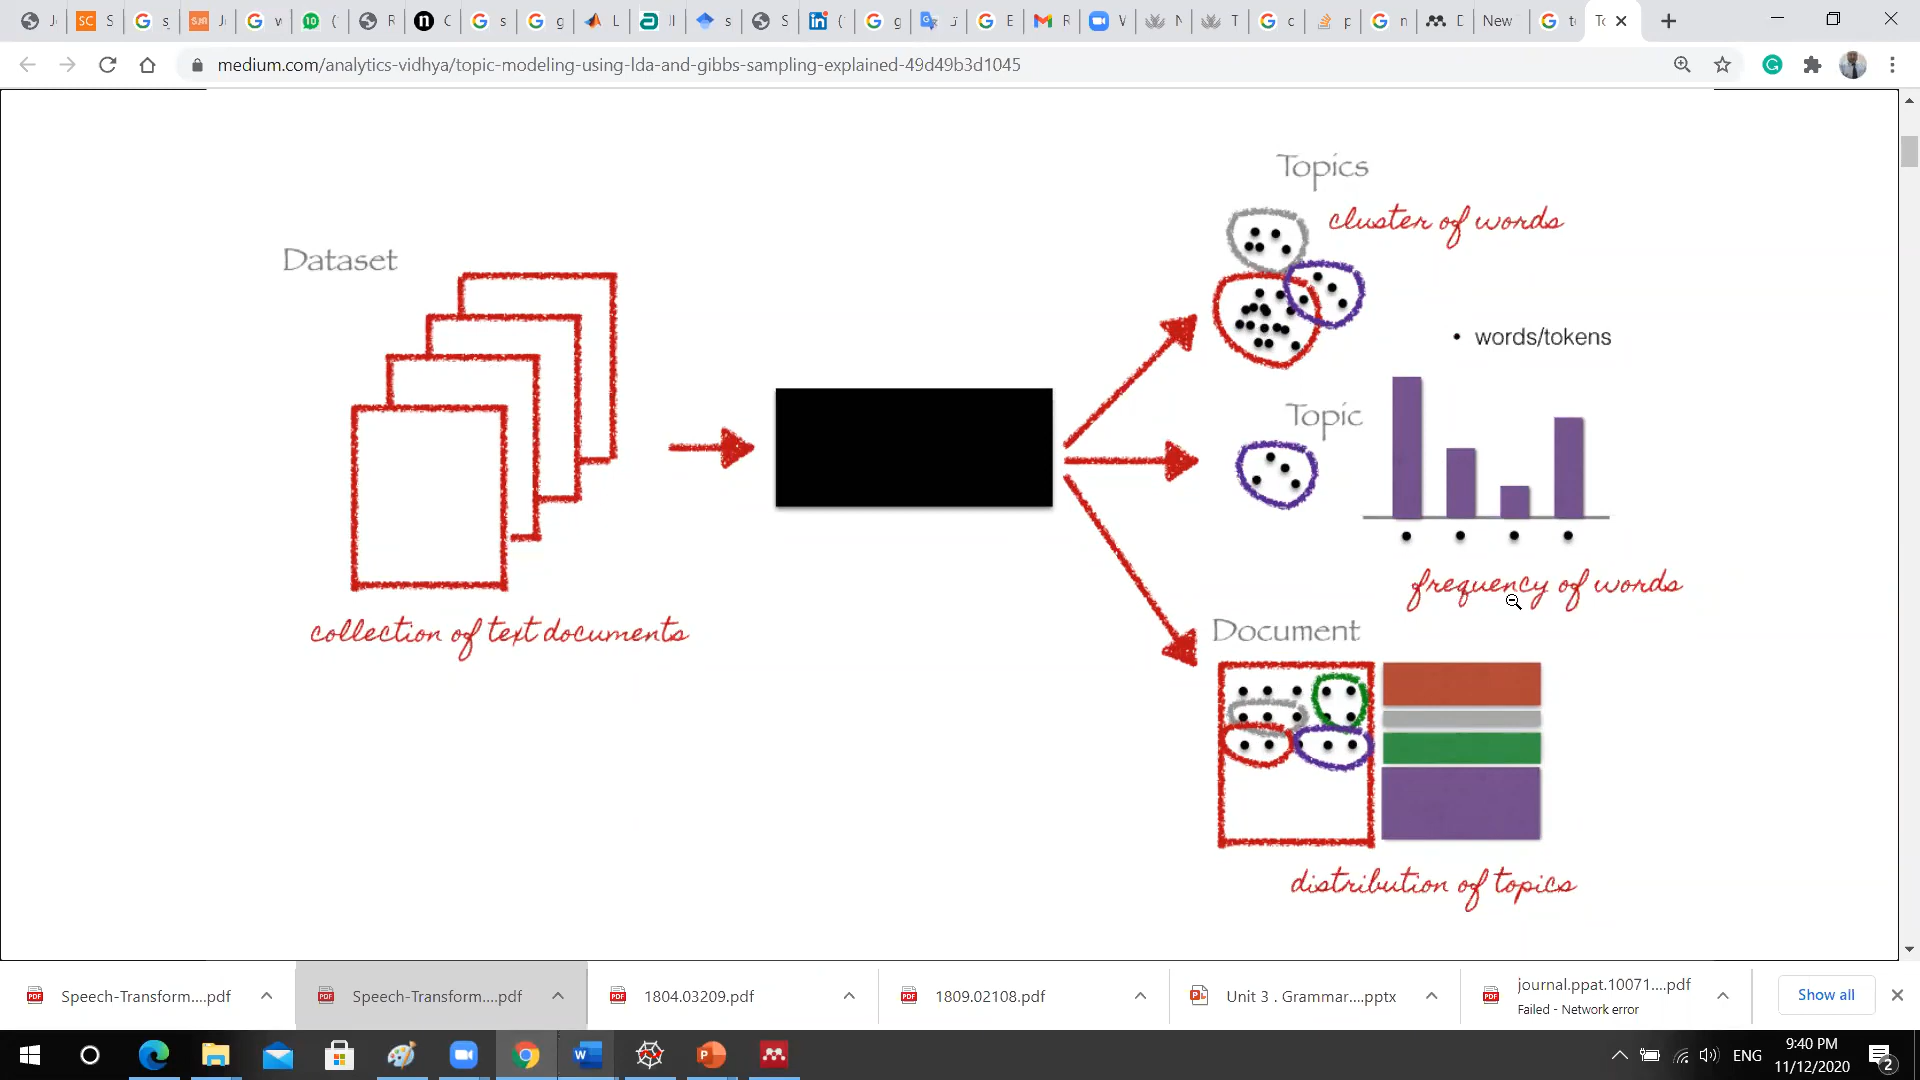 medium.com/analytics-vidhya/topic-modeling-using-lda-and-gibbs-sampling-explained-49d49b3d1045
New
Topics
cluster of words
Dataset
• words/tokens
Topic
frequency of words
collection of text documents
Document
distribution of topics
Speech-Transform....pdf
Speech-Transform....pdf
1804.03209.pdf
1809.02108.pdf
Unit 3 . Grammar....pptx
journal.ppat.10071....pdf
Failed - Network error
Show all
ENG
9:40 PM
11/12/2020
2